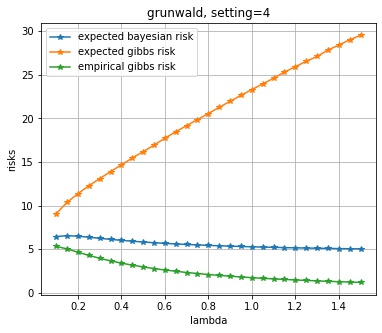 grunwald, setting=4
expected bayesian risk
expected gibbs risk
empirical gibbs risk
risks
30
25
20
15
10
5
0
0.2 0.4 0.6 0.8 1.0 1.2 1.4
lambda